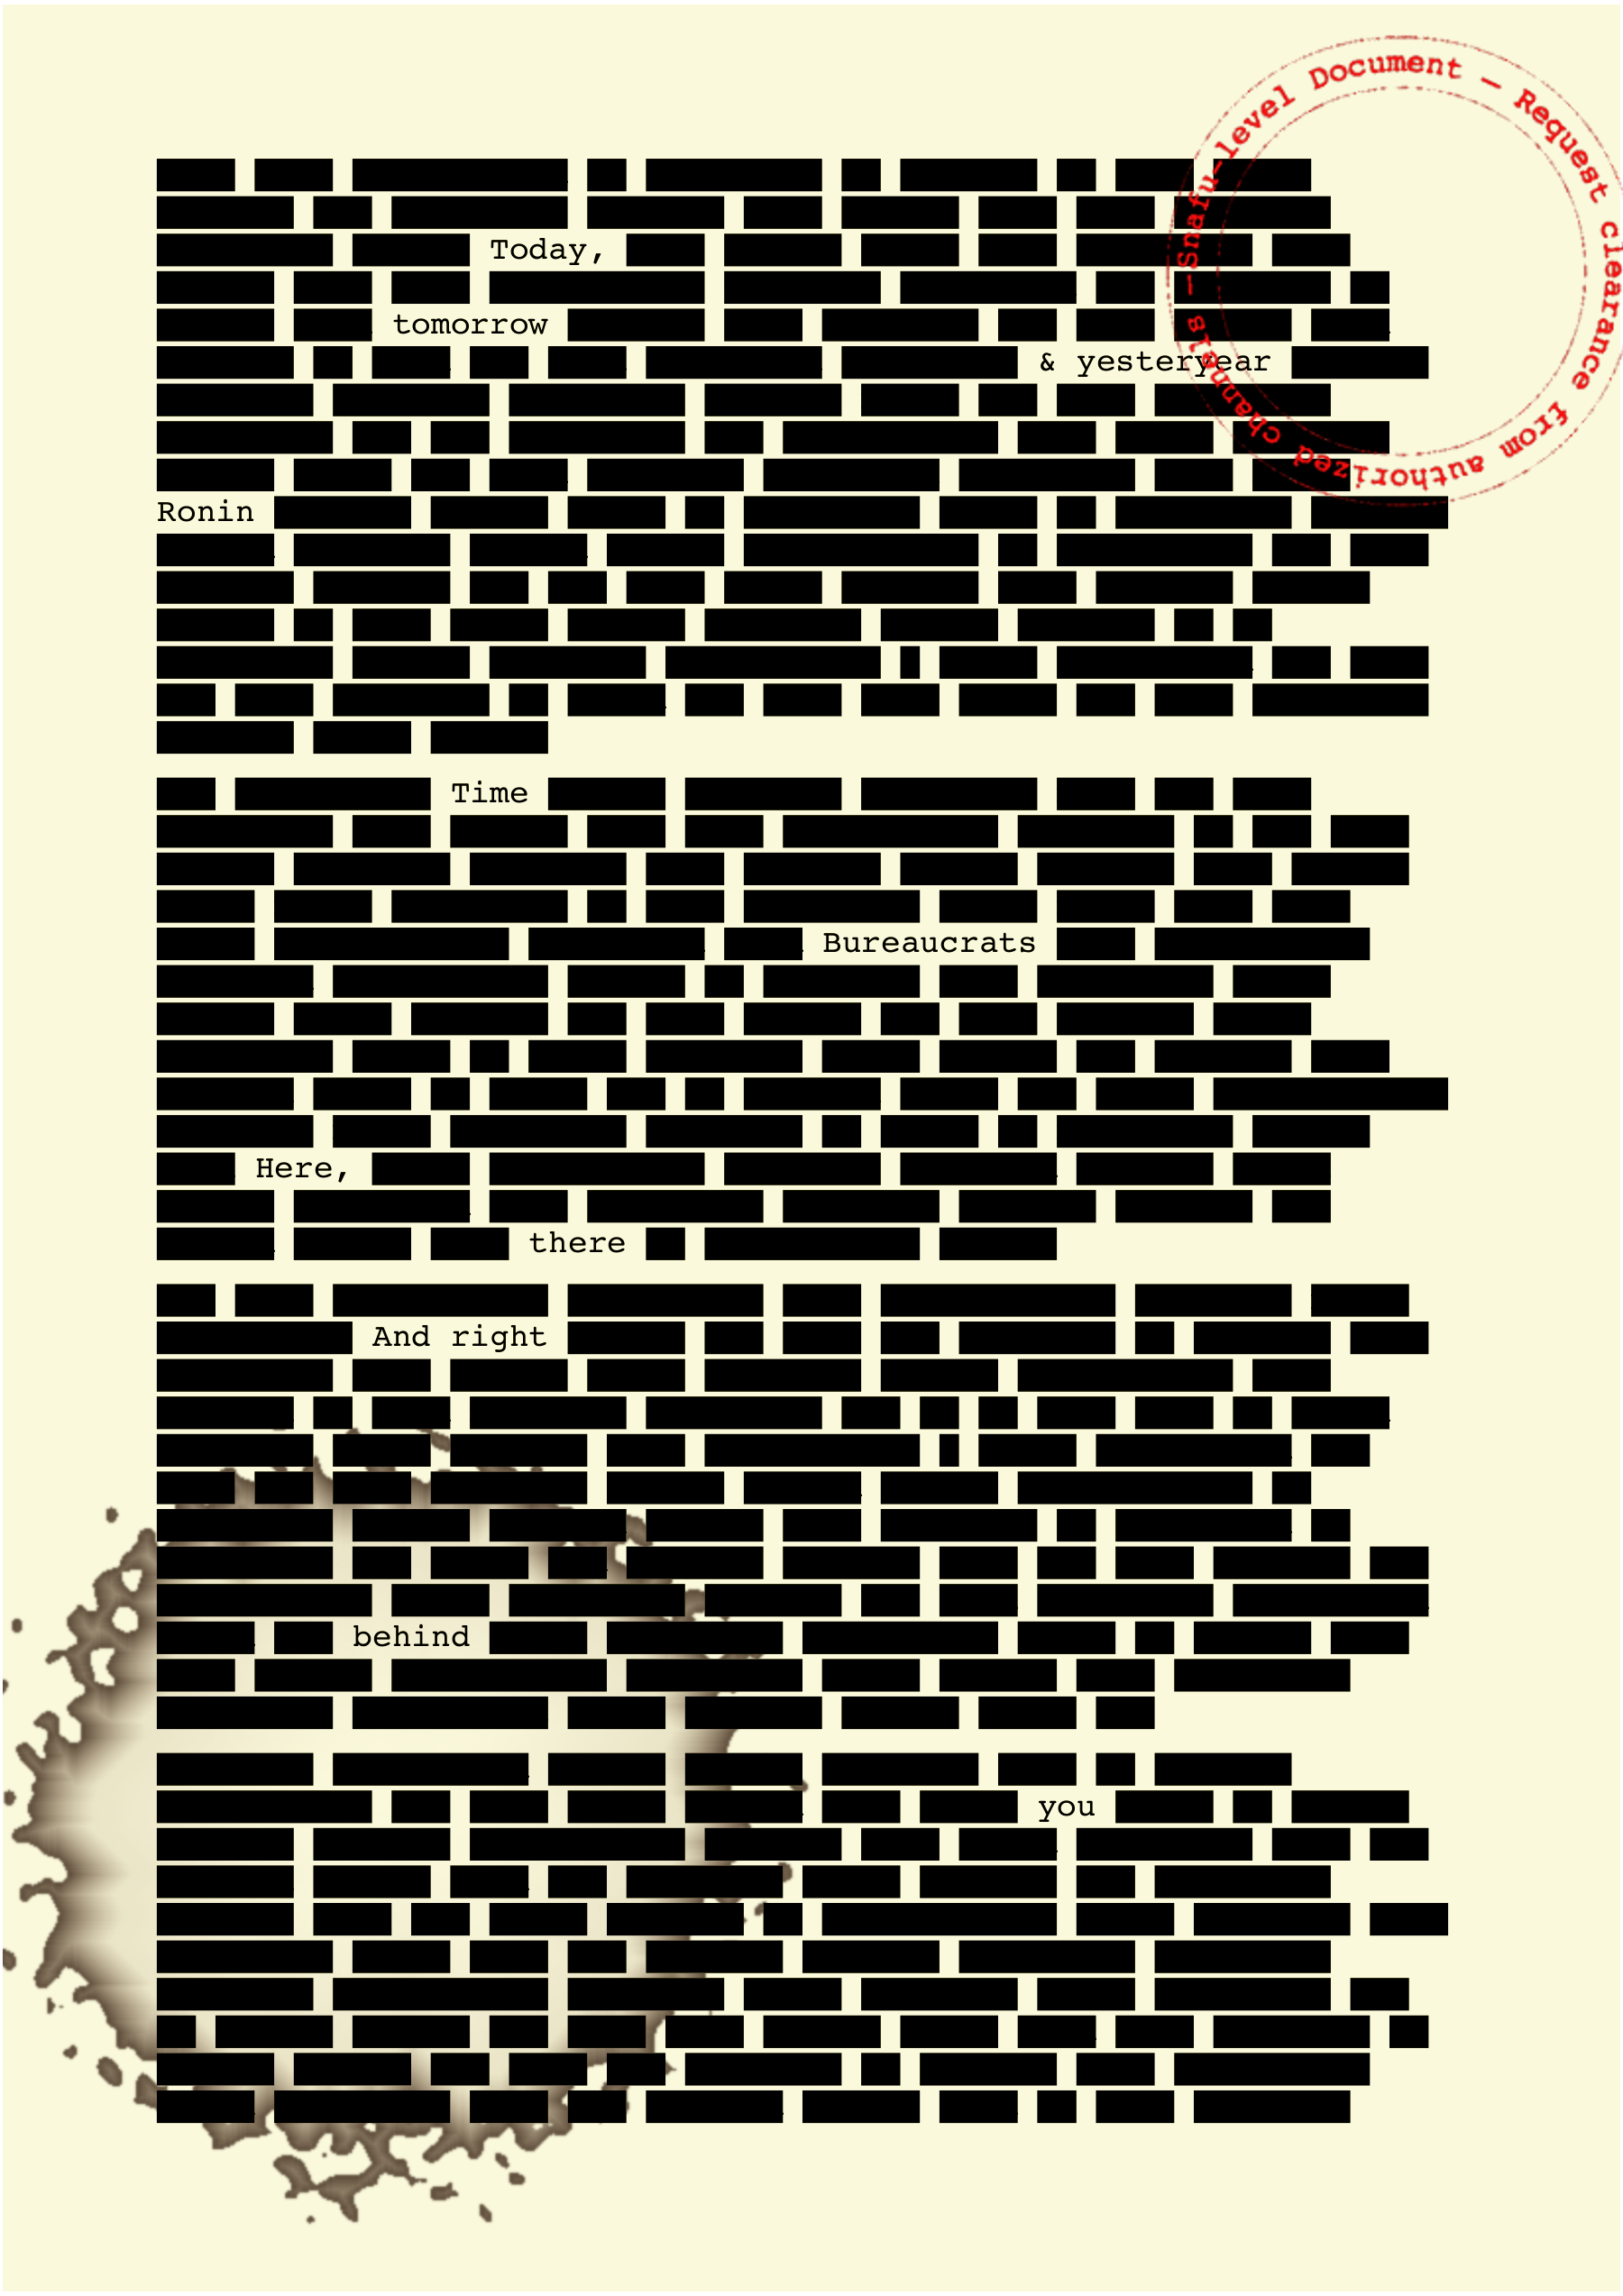 Snafu-level Document — Request clearance from authorized channels —
Today,
tomorrow
& yesteryear
Ronin
Time
Bureaucrats
Here,
there
And right
behind
you